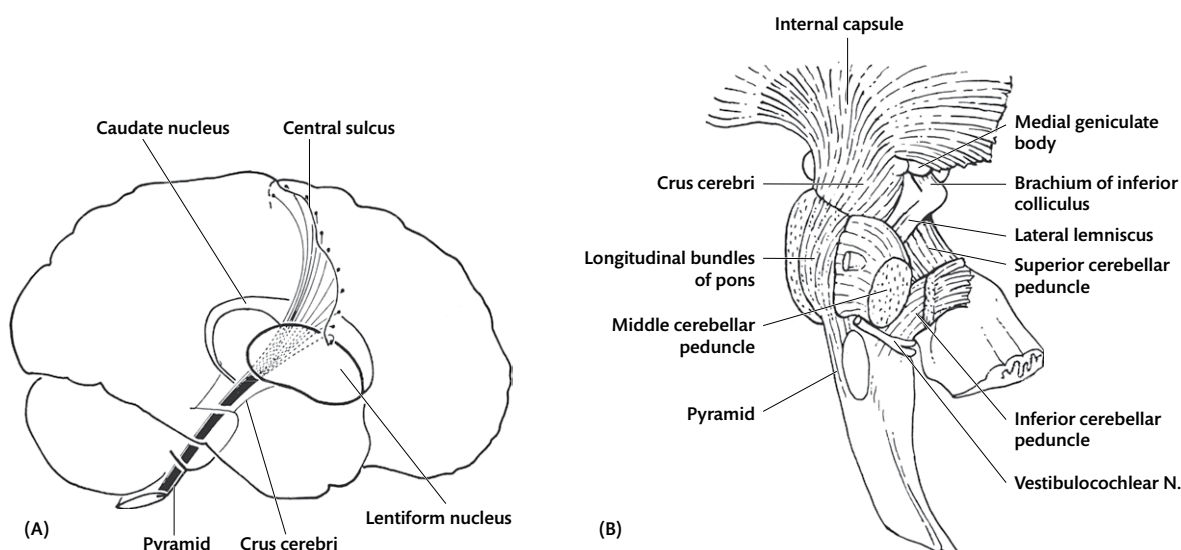 Caudate nucleus
Central sulcus
Lentiform nucleus
(A)
Pyramid
Crus cerebri
Internal capsule
Medial geniculate
body
Crus cerebri
Brachium of inferior
colliculus
Lateral lemniscus
Longitudinal bundles
of pons
Superior cerebellar
peduncle
Middle cerebellar
peduncle
Pyramid
Inferior cerebellar
peduncle
Vestibulocochlear N.
(B)